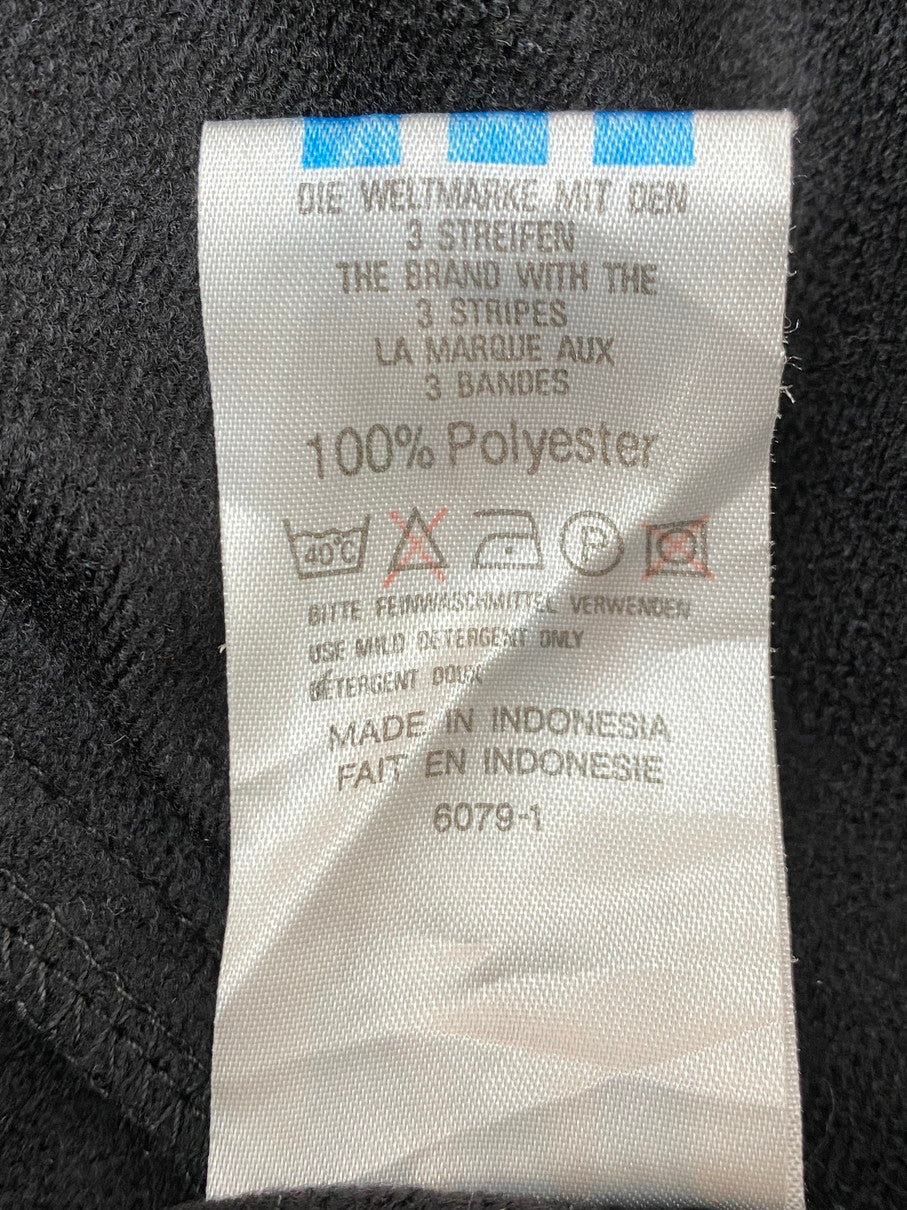 DIE WELTMARKE MIT DEN
3 STREIFEN
THE BRAND WITH THE
3 STRIPES
LA MARQUE AUX
3 BANDES
100% Polyester
40°C P
BITTE FEINWASCHMITTEL VERWENDEN
USE MILD DETERGENT ONLY
DÉTERGENT DOUX
MADE IN INDONESIA
FAIT EN INDONESIE
6079-1